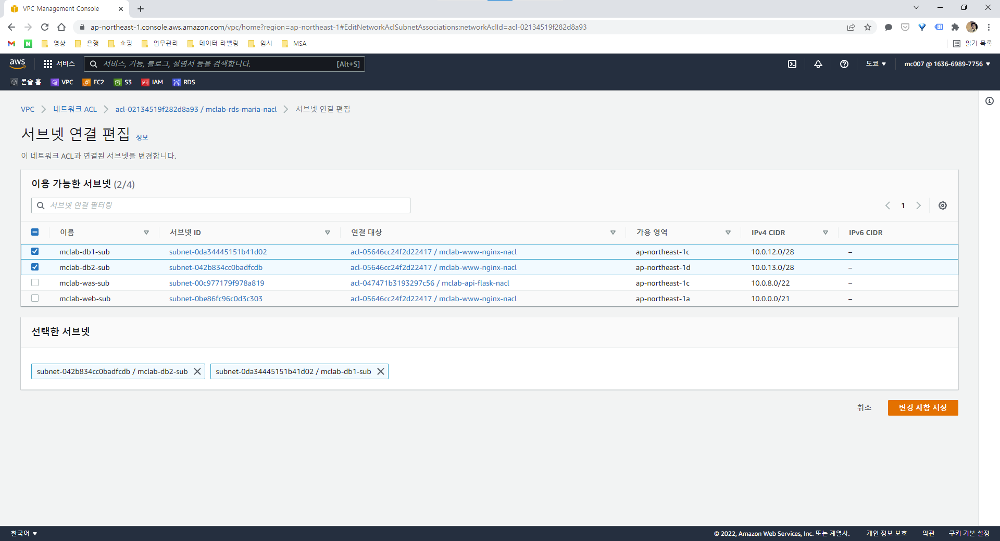 VPC Management Console
ap-northeast-1.console.aws.amazon.com/vpc/home?region=ap-northeast-1#EditNetworkAclSubnetAssociations:networkAclId=acl-02134519f282d8a93
N 영상 은행 쇼핑 업무관리 데이터 라벨링 임시 MSA 읽기 목록
aws 서비스 서비스, 기능, 블로그, 설명서 등을 검색합니다. [Alt+S] 도쿄 mc007 @ 1636-6989-7756
콘솔 홈 VPC EC2 S3 IAM RDS
VPC 네트워크 ACL acl-02134519f282d8a93 / mclab-rds-maria-nacl 서브넷 연결 편집
서브넷 연결 편집 정보
이 네트워크 ACL과 연결된 서브넷을 변경합니다.
이용 가능한 서브넷 (2/4)
서브넷 연결 필터링 1
이름 서브넷 ID 연결 대상 가용 영역 IPv4 CIDR IPv6 CIDR
mclab-db1-sub subnet-0da34445151b41d02 acl-05646cc24f2d22417 / mclab-www-nginx-nacl ap-northeast-1c 10.0.12.0/28 –
mclab-db2-sub subnet-042b834cc0badfcdb acl-05646cc24f2d22417 / mclab-www-nginx-nacl ap-northeast-1d 10.0.13.0/28 –
mclab-was-sub subnet-00c977179f978a819 acl-047471b3193297c56 / mclab-api-flask-nacl ap-northeast-1c 10.0.8.0/22 –
mclab-web-sub subnet-0be86fc96c0d3c303 acl-05646cc24f2d22417 / mclab-www-nginx-nacl ap-northeast-1a 10.0.0.0/21 –
선택한 서브넷
subnet-042b834cc0badfcdb / mclab-db2-sub subnet-0da34445151b41d02 / mclab-db1-sub
취소 변경 사항 저장
한국어 © 2022, Amazon Web Services, Inc. 또는 계열사. 개인 정보 보호 약관 쿠키 기본 설정